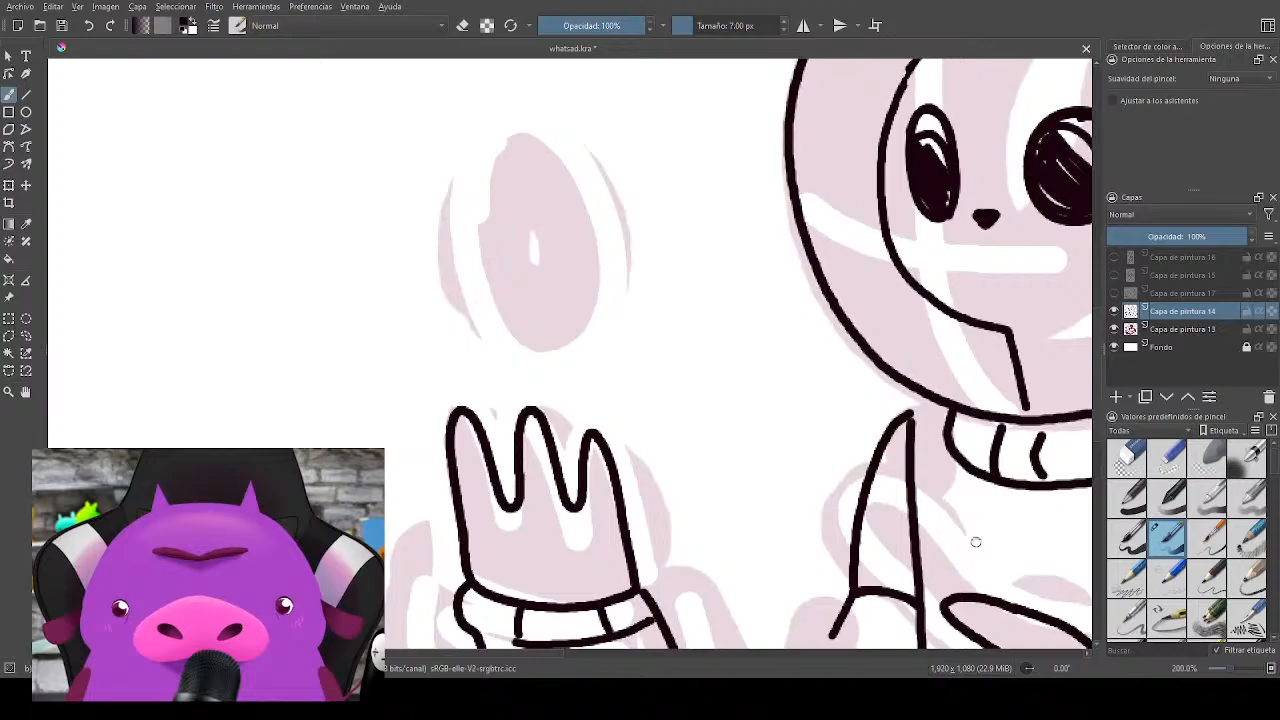 Archivo Editar Ver Imagen Capa Seleccionar Filtro Herramientas Preferencias Ventana Ayuda
Normal Opacidad: 100% Tamaño: 7.00 px
whatsad.kra *
Selector de color a... Opciones de la her...
Opciones de la herramienta
Suavidad del pincel: Ninguna
Ajustar a los asistentes
Capas
Normal
Opacidad: 100%
Capa de pintura 16
Capa de pintura 15
Capa de pintura 17
Capa de pintura 14
Capa de pintura 13
Fondo
Valores predefinidos de pincel
Todas Etiqueta
Buscar Filtrar etiqueta
bits/canal) sRGB-elle-V2-srgbtrc.icc 1,920 x 1,080 (22.9 MiB) 0.00° 200.0%